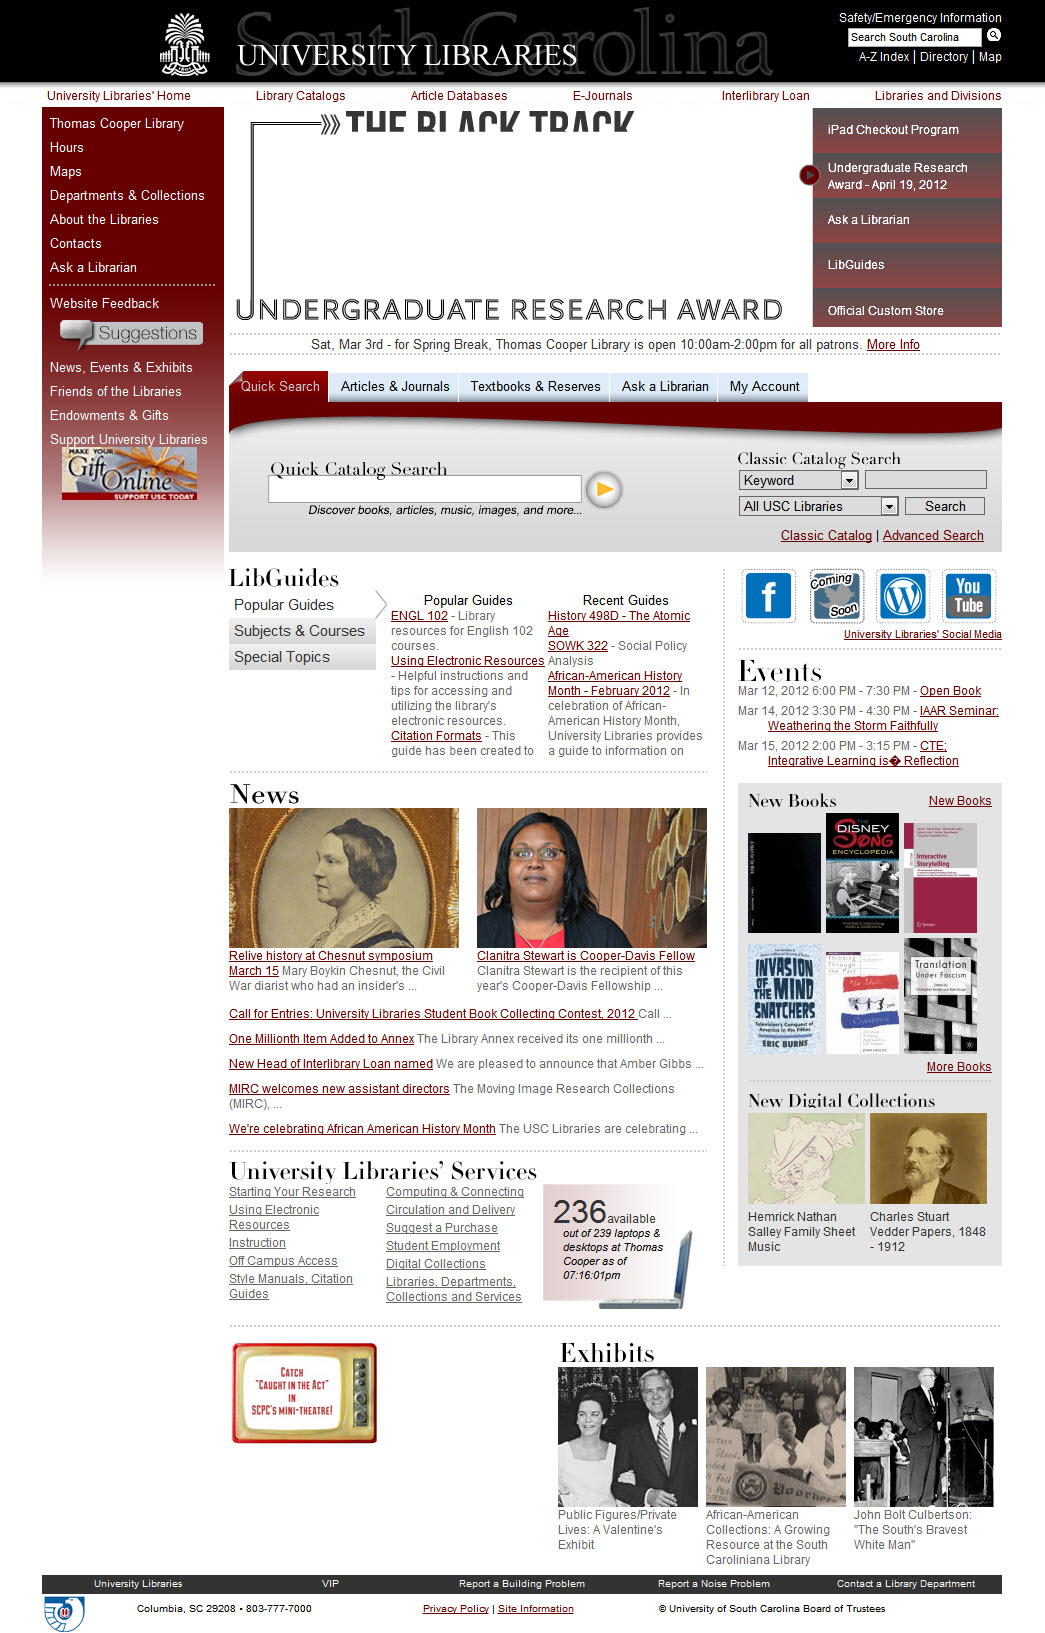 South Carolina
UNIVERSITY LIBRARIES
Safety/Emergency Information
Search South Carolina
A-Z Index | Directory | Map
University Libraries' Home
Library Catalogs
Article Databases
E-Journals
Interlibrary Loan
Libraries and Divisions
Thomas Cooper Library
Hours
Maps
Departments & Collections
About the Libraries
Contacts
Ask a Librarian
Website Feedback
Suggestions
News, Events & Exhibits
Friends of the Libraries
Endowments & Gifts
Support University Libraries
MAKE YOUR
Gift Online
SUPPORT USC TODAY
THE BLACK TRACK
UNDERGRADUATE RESEARCH AWARD
iPad Checkout Program
Undergraduate Research
Award - April 19, 2012
Ask a Librarian
LibGuides
Official Custom Store
Sat, Mar 3rd - for Spring Break, Thomas Cooper Library is open 10:00am-2:00pm for all patrons. More Info
Quick Search
Articles & Journals
Textbooks & Reserves
Ask a Librarian
My Account
Quick Catalog Search
Discover books, articles, music, images, and more...
Classic Catalog Search
Keyword
All USC Libraries
Search
Classic Catalog | Advanced Search
LibGuides
Popular Guides
Subjects & Courses
Special Topics
Popular Guides
ENGL 102 - Library
resources for English 102
courses.
Using Electronic Resources
- Helpful instructions and
tips for accessing and
utilizing the library's
electronic resources.
Citation Formats - This
guide has been created to
Recent Guides
History 498D - The Atomic
Age
SOWK 322 - Social Policy
Analysis
African-American History
Month - February 2012 - In
celebration of African-
American History Month,
University Libraries provides
a guide to information on
f
Coming
Soon
W
You
Tube
University Libraries' Social Media
Events
Mar 12, 2012 6:00 PM - 7:30 PM - Open Book
Mar 14, 2012 3:30 PM - 4:30 PM - IAAR Seminar:
Weathering the Storm Faithfully
Mar 15, 2012 2:00 PM - 3:15 PM - CTE;
Integrative Learning is� Reflection
News
Relive history at Chesnut symposium
March 15 Mary Boykin Chesnut, the Civil
War diarist who had an insider's ...
Clanitra Stewart is Cooper-Davis Fellow
Clanitra Stewart is the recipient of this
year's Cooper-Davis Fellowship ...
Call for Entries: University Libraries Student Book Collecting Contest, 2012 Call ...
One Millionth Item Added to Annex The Library Annex received its one millionth ...
New Head of Interlibrary Loan named We are pleased to announce that Amber Gibbs ...
MIRC welcomes new assistant directors The Moving Image Research Collections
(MIRC), ...
We're celebrating African American History Month The USC Libraries are celebrating ...
New Books
New Books
THE
DISNEY
Song
ENCYCLOPEDIA
Interactive
Storytelling
Springer
INVASION
OF THE MIND
SNATCHERS
Television's Conquest of
America in the Fifties
ERIC BURNS
Thinking
Through
the Past
Translation
Under Fascism
More Books
New Digital Collections
Hemrick Nathan
Salley Family Sheet
Music
Charles Stuart
Vedder Papers, 1848
- 1912
University Libraries' Services
Starting Your Research
Using Electronic
Resources
Instruction
Off Campus Access
Style Manuals, Citation
Guides
Computing & Connecting
Circulation and Delivery
Suggest a Purchase
Student Employment
Digital Collections
Libraries, Departments,
Collections and Services
236 available
out of 239 laptops &
desktops at Thomas
Cooper as of
07:16:01pm
CATCH
"CAUGHT IN THE ACT"
IN
SCPC'S MINI-THEATRE!
Exhibits
Public Figures/Private
Lives: A Valentine's
Exhibit
Voorhees
African-American
Collections: A Growing
Resource at the South
Caroliniana Library
John Bolt Culbertson:
"The South's Bravest
White Man"
University Libraries
VIP
Report a Building Problem
Report a Noise Problem
Contact a Library Department
Columbia, SC 29208 • 803-777-7000
Privacy Policy | Site Information
© University of South Carolina Board of Trustees